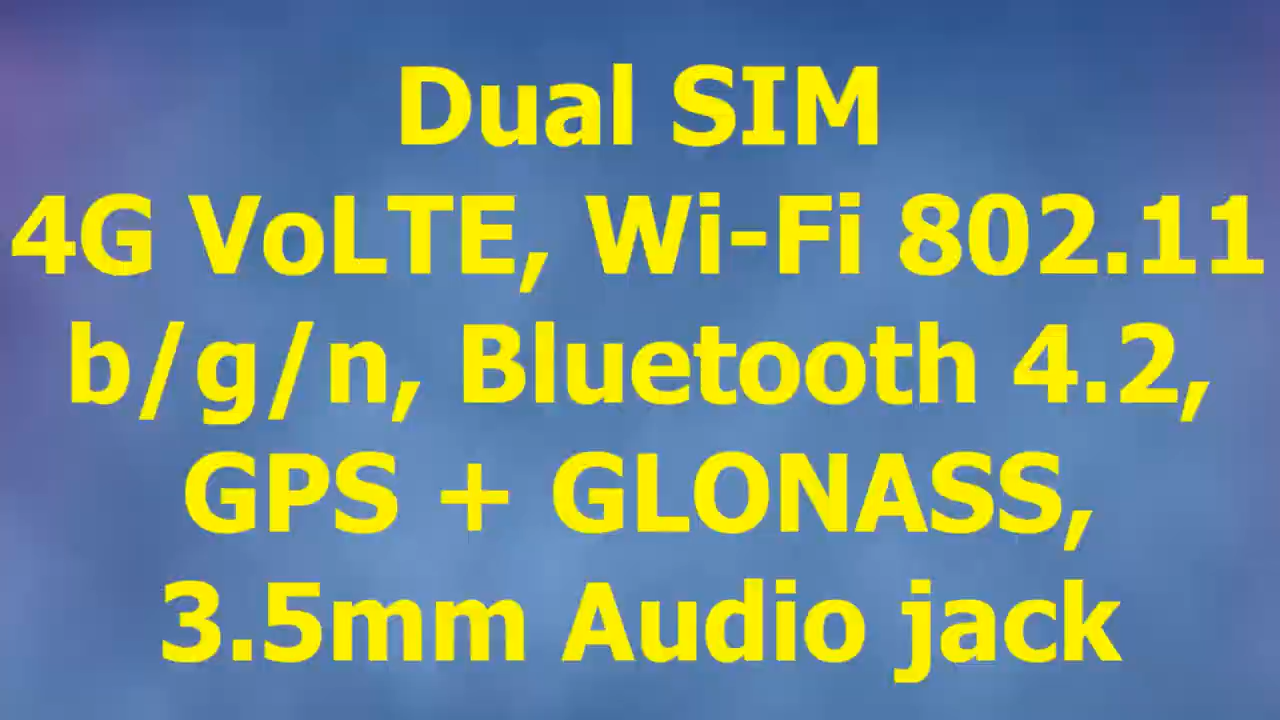 Dual SIM
4G VoLTE, Wi-Fi 802.11
b/g/n, Bluetooth 4.2,
GPS + GLONASS,
3.5mm Audio jack